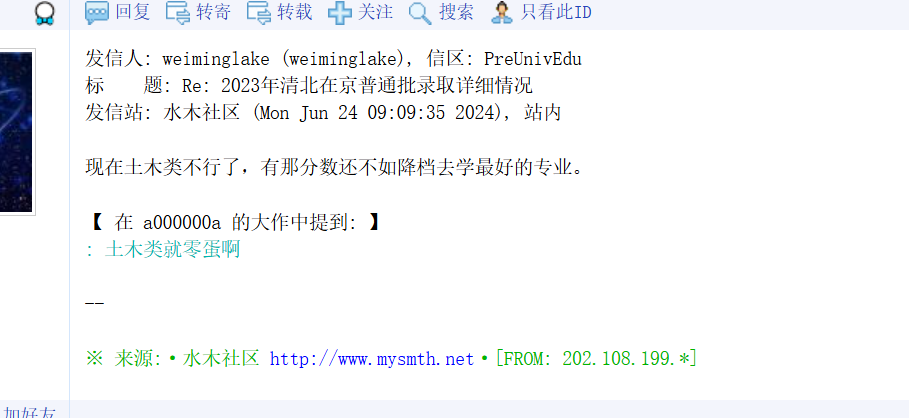 回复 转寄 转载 关注 搜索 只看此ID
发信人: weiminglake (weiminglake), 信区: PreUnivEdu
标 题: Re: 2023年清北在京普通批录取详细情况
发信站: 水木社区 (Mon Jun 24 09:09:35 2024), 站内
现在土木类不行了，有那分数还不如降档去学最好的专业。
【 在 a000000a 的大作中提到: 】
: 土木类就零蛋啊
--
※ 来源:·水木社区 http://www.mysmth.net·[FROM: 202.108.199.*]
加好友